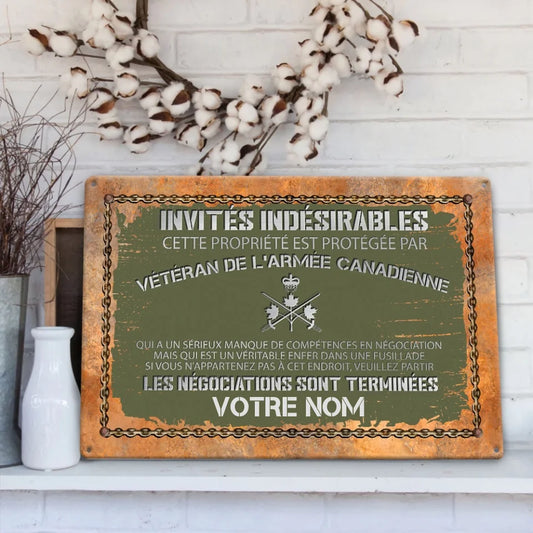 INVITÉS INDÉSIRABLES
CETTE PROPRIÉTÉ EST PROTÉGÉE PAR
VÉTÉRAN DE L'ARMÉE CANADIENNE
QUI A UN SÉRIEUX MANQUE DE COMPÉTENCES EN NÉGOCIATION
MAIS QUI EST UN VÉRITABLE ENFER DANS UNE FUSILLADE
SI VOUS N'APPARTENEZ PAS À CET ENDROIT, VEUILLEZ PARTIR
LES NÉGOCIATIONS SONT TERMINÉES
VOTRE NOM